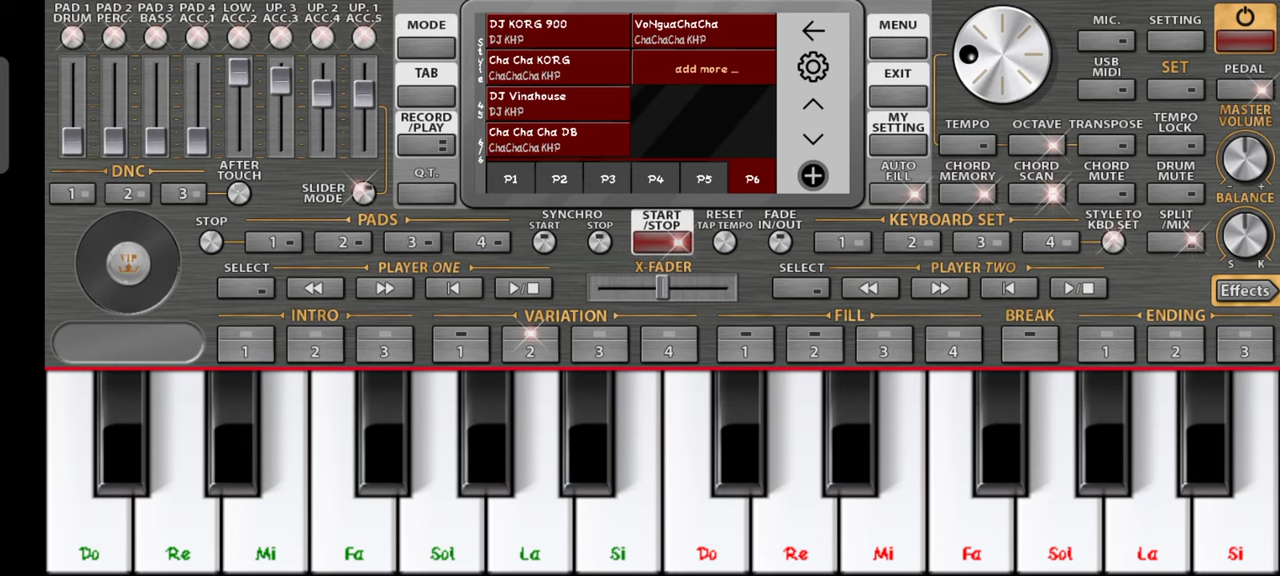 PAD 1 PAD 2 PAD 3 PAD 4 LOW. UP. 3 UP. 2 UP. 1
DRUM PERC. BASS ACC.1 ACC.2 ACC.3 ACC.4 ACC.5
DNC
1 2 3
AFTER
TOUCH
SLIDER
MODE
MODE
TAB
RECORD
/PLAY
Q.T.
DJ KORG 900
DJ KHP
VoNguaChaCha
ChaChaCha KHP
Cha Cha KORG
ChaChaCha KHP
add more ...
DJ Vinahouse
DJ KHP
Cha Cha Cha DB
ChaChaCha KHP
P1 P2 P3 P4 P5 P6
MENU
EXIT
MY
SETTING
AUTO
FILL
MIC.
SETTING
USB
MIDI
SET
PEDAL
TEMPO
OCTAVE
TRANSPOSE
TEMPO
LOCK
CHORD
MEMORY
CHORD
SCAN
CHORD
MUTE
DRUM
MUTE
MASTER
VOLUME
- +
BALANCE
S K
VIP
STOP
PADS
1 2 3 4
SYNCHRO
START STOP
START
/STOP
RESET
TAP TEMPO
FADE
IN/OUT
KEYBOARD SET
1 2 3 4
STYLE TO
KBD SET
SPLIT
/MIX
SELECT
PLAYER ONE
X-FADER
SELECT
PLAYER TWO
Effects
INTRO
1 2 3
VARIATION
1 2 3 4
FILL
1 2 3 4
BREAK
ENDING
1 2 3
Do Re Mi Fa Sol La Si Do Re Mi Fa Sol La Si